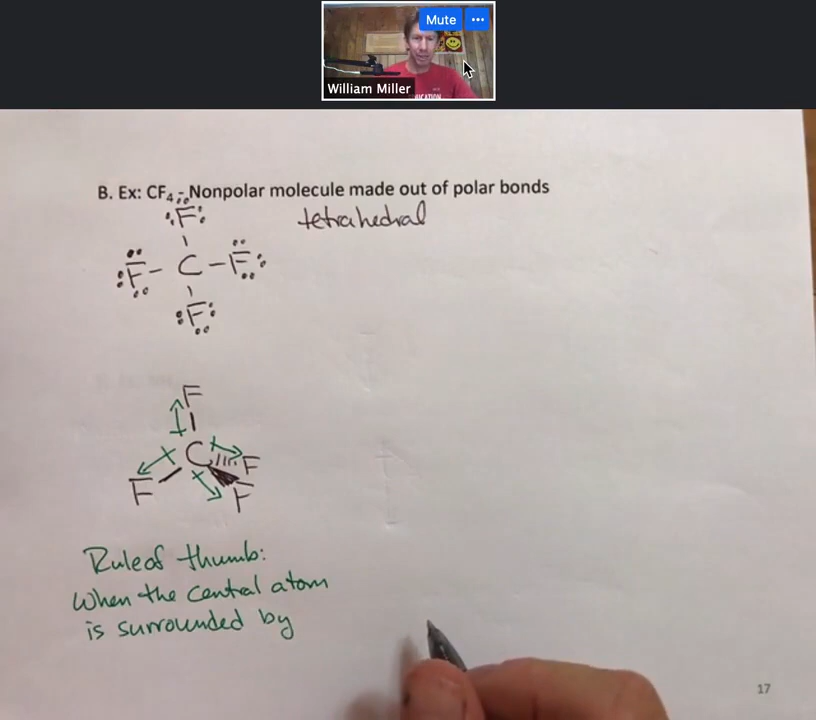 Mute
William Miller
B. Ex: CF4 - Nonpolar molecule made out of polar bonds
tetrahedral
F
F - C - F
F
F
C
F
F
F
Rule of thumb:
When the central atom
is surrounded by
17